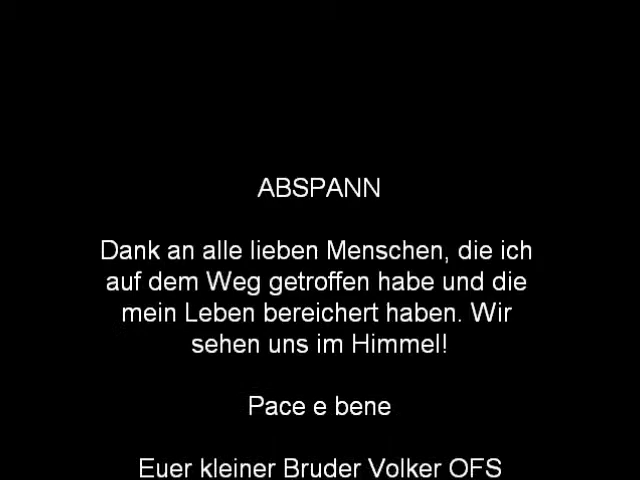 ABSPANN
Dank an alle lieben Menschen, die ich
auf dem Weg getroffen habe und die
mein Leben bereichert haben. Wir
sehen uns im Himmel!
Pace e bene
Euer kleiner Bruder Volker OFS